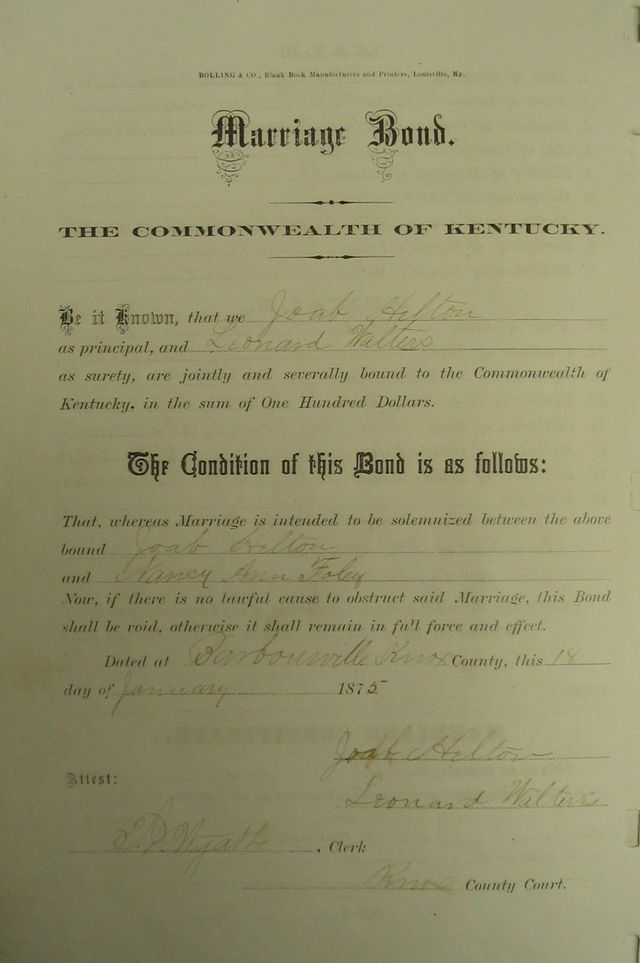 BOLLING & CO., Blank Book Manufacturers and Printers, Louisville, Ky.
Marriage Bond.
THE COMMONWEALTH OF KENTUCKY.
Be it Known, that we Joab Helton
as principal, and Leonard Walters
as surety, are jointly and severally bound to the Commonwealth of
Kentucky, in the sum of One Hundred Dollars.
The Condition of this Bond is as follows:
That, whereas Marriage is intended to be solemnized between the above
bound Joab Helton
and Nancy Ann Foley
Now, if there is no lawful cause to obstruct said Marriage, this Bond
shall be void, otherwise it shall remain in full force and effect.
Dated at Barbourville Knox County, this 18
day of January 1875
Joab Helton
Attest:
Leonard Walters
Wyatt, Clerk
Knox County Court.